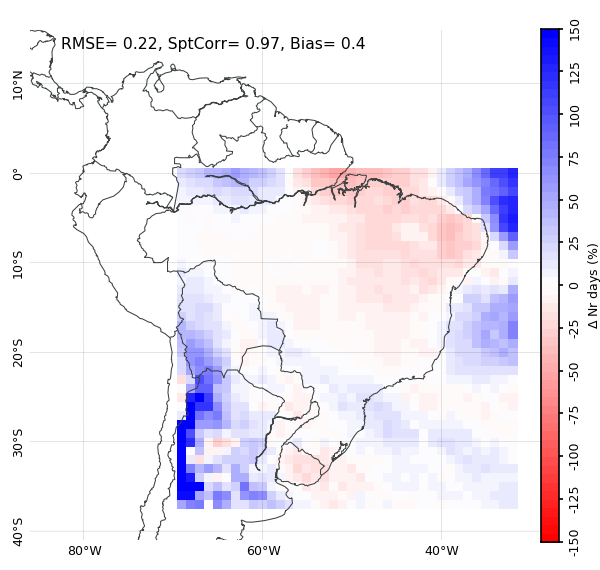 RMSE= 0.22, SptCorr= 0.97, Bias= 0.4
10°N
0°
10°S
20°S
30°S
40°S
80°W
60°W
40°W
150
125
100
75
50
25
0
-25
-50
-75
-100
-125
-150
Δ Nr days (%)